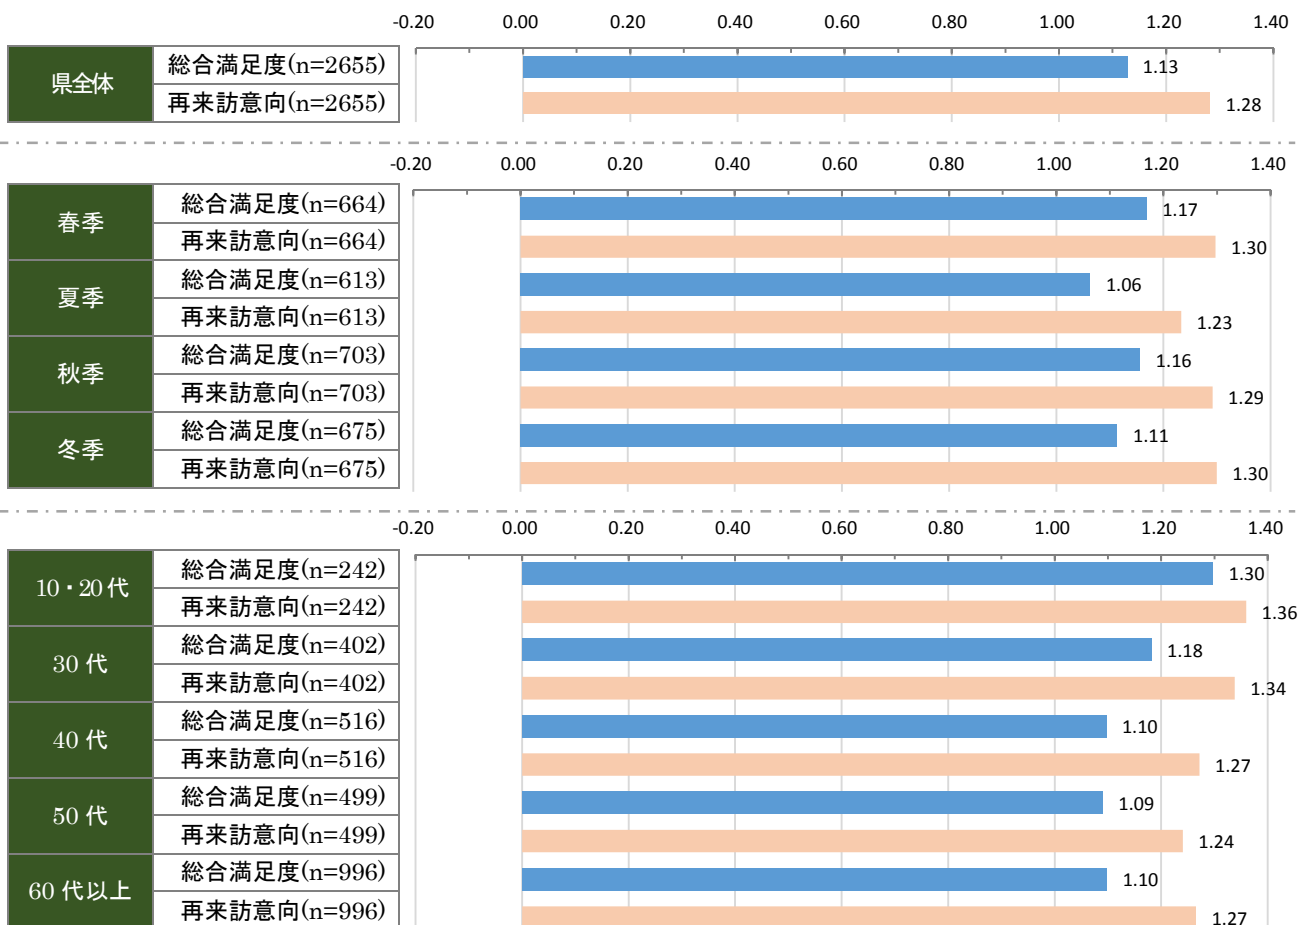 -0.20 0.00 0.20 0.40 0.60 0.80 1.00 1.20 1.40
県全体
総合満足度(n=2655) 1.13
再来訪意向(n=2655) 1.28
-0.20 0.00 0.20 0.40 0.60 0.80 1.00 1.20 1.40
春季
総合満足度(n=664) 1.17
再来訪意向(n=664) 1.30
夏季
総合満足度(n=613) 1.06
再来訪意向(n=613) 1.23
秋季
総合満足度(n=703) 1.16
再来訪意向(n=703) 1.29
冬季
総合満足度(n=675) 1.11
再来訪意向(n=675) 1.30
-0.20 0.00 0.20 0.40 0.60 0.80 1.00 1.20 1.40
10・20代
総合満足度(n=242) 1.30
再来訪意向(n=242) 1.36
30代
総合満足度(n=402) 1.18
再来訪意向(n=402) 1.34
40代
総合満足度(n=516) 1.10
再来訪意向(n=516) 1.27
50代
総合満足度(n=499) 1.09
再来訪意向(n=499) 1.24
60代以上
総合満足度(n=996) 1.10
再来訪意向(n=996) 1.27